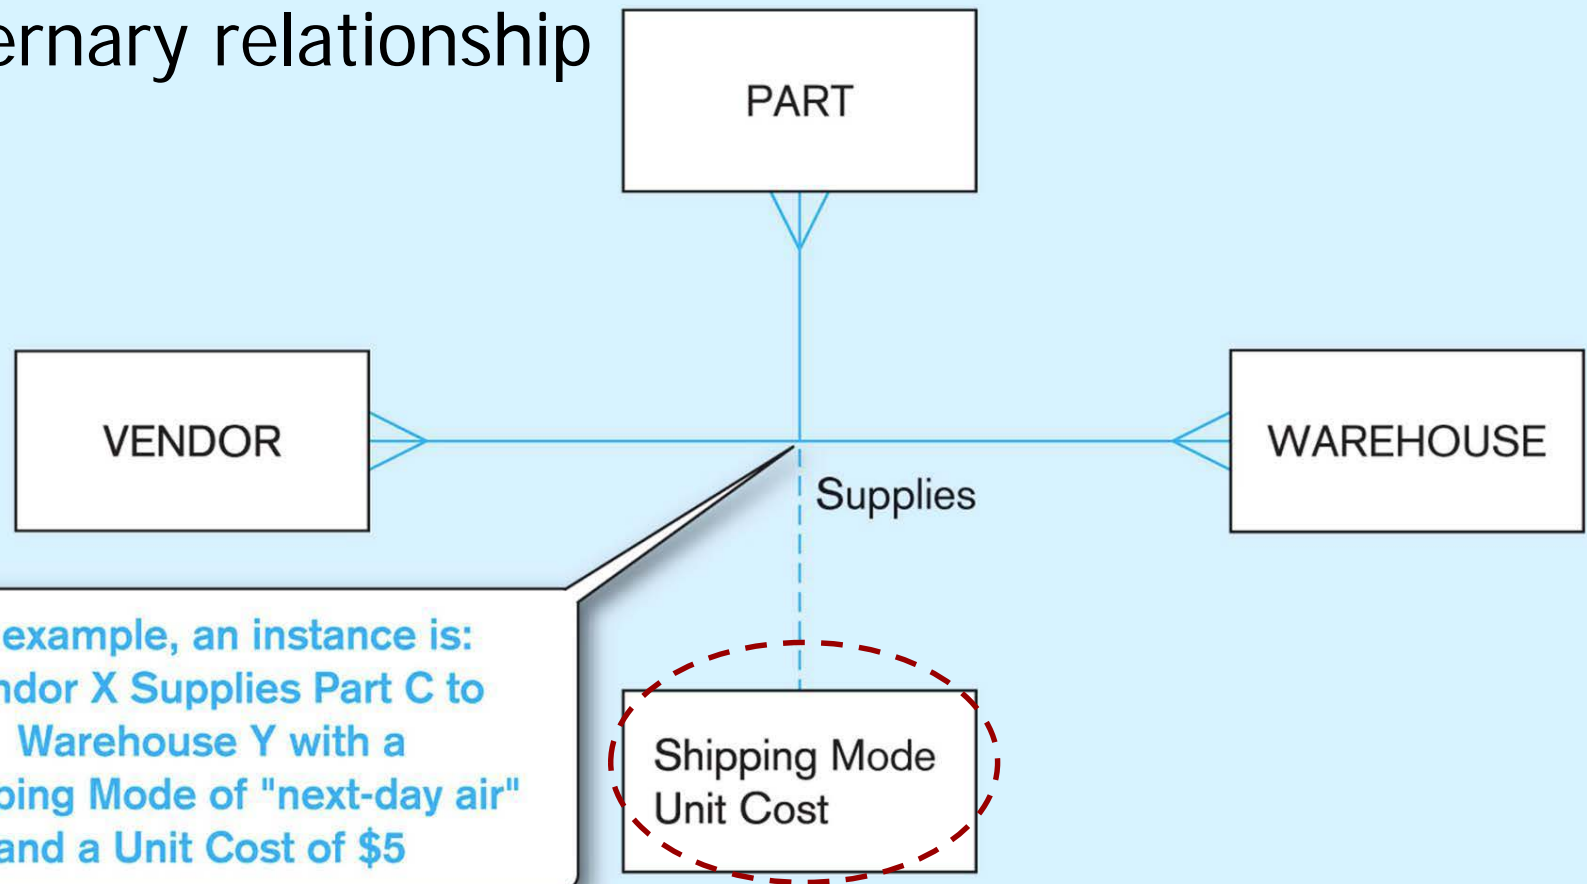 ernary relationship
PART
VENDOR
WAREHOUSE
Supplies
example, an instance is:
ndor X Supplies Part C to
Warehouse Y with a
ping Mode of "next-day air"
and a Unit Cost of $5
Shipping Mode
Unit Cost